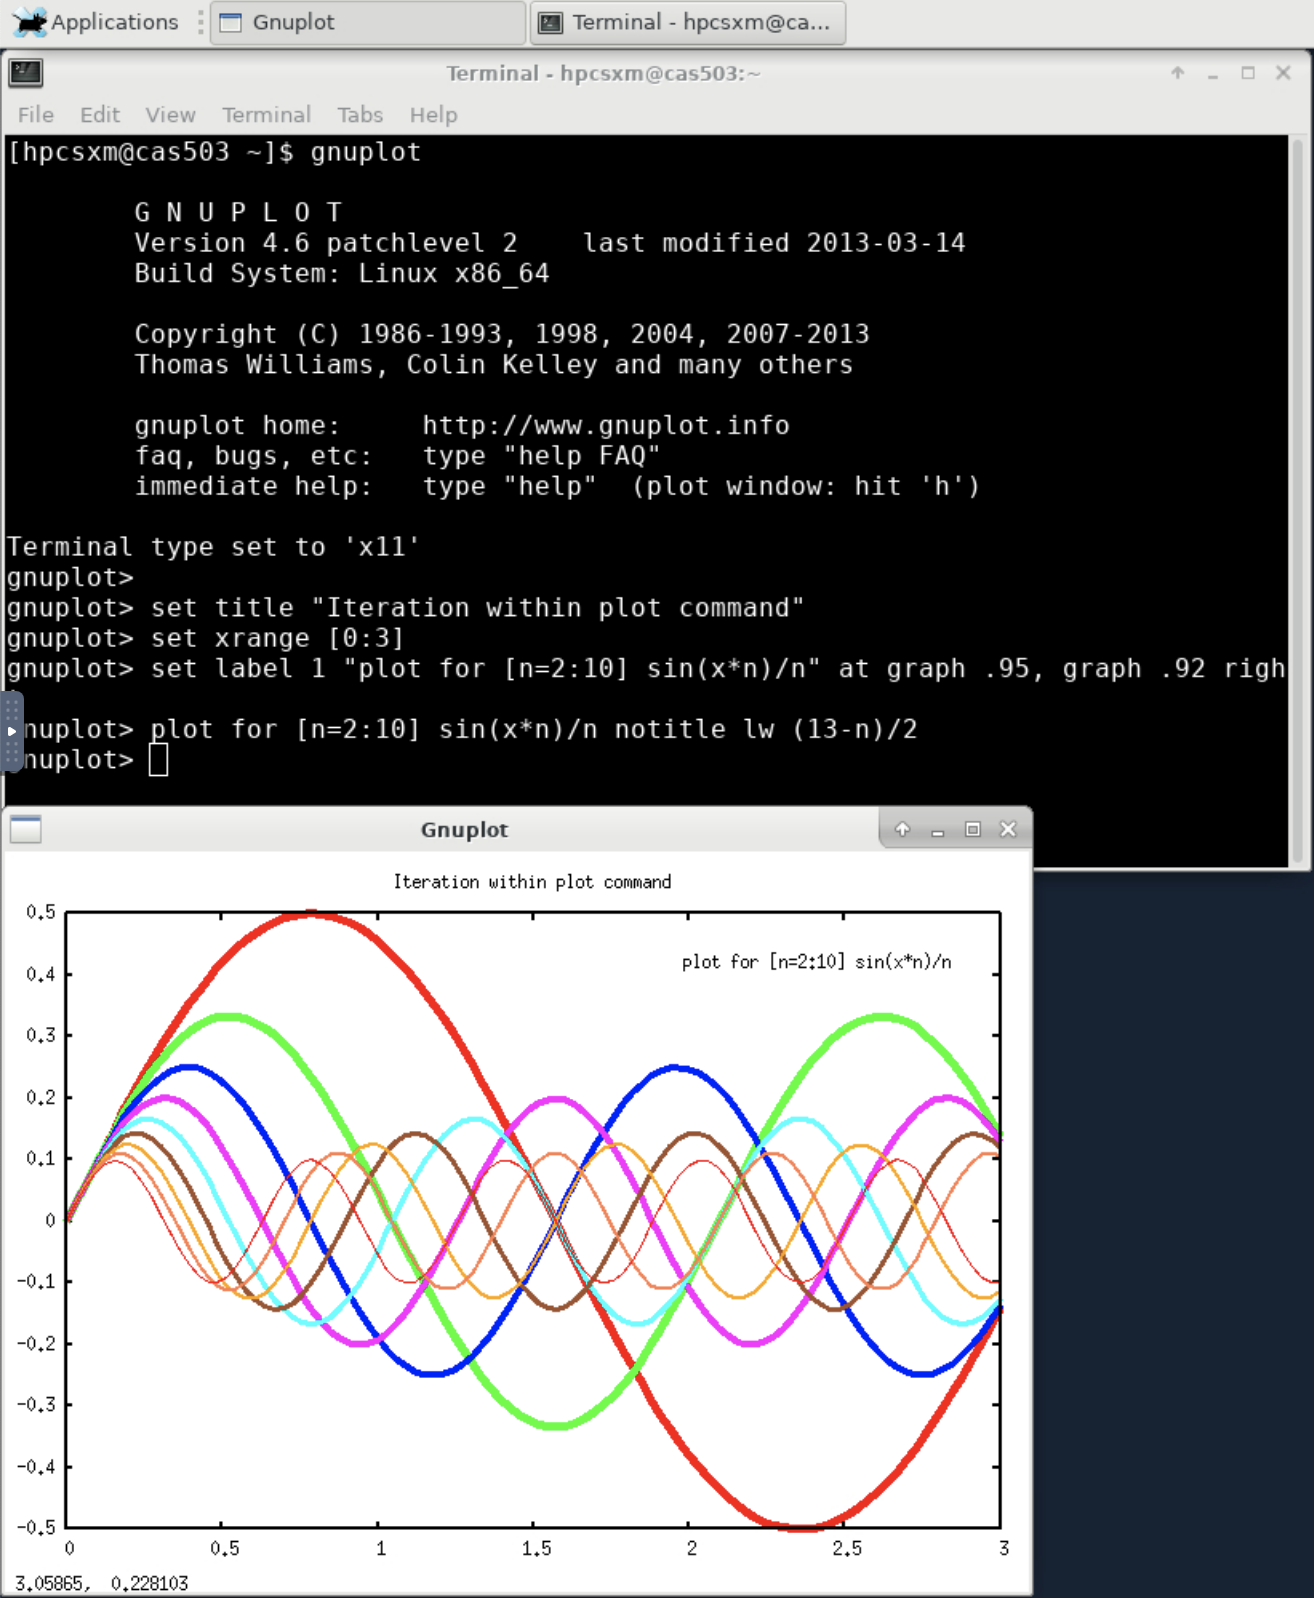 Applications Gnuplot Terminal - hpcsxm@ca...
Terminal - hpcsxm@cas503:~
File Edit View Terminal Tabs Help
[hpcsxm@cas503 ~]$ gnuplot
G N U P L O T
Version 4.6 patchlevel 2    last modified 2013-03-14
Build System: Linux x86_64
Copyright (C) 1986-1993, 1998, 2004, 2007-2013
Thomas Williams, Colin Kelley and many others
gnuplot home:     http://www.gnuplot.info
faq, bugs, etc:   type "help FAQ"
immediate help:   type "help"  (plot window: hit 'h')
Terminal type set to 'x11'
gnuplot>
gnuplot> set title "Iteration within plot command"
gnuplot> set xrange [0:3]
gnuplot> set label 1 "plot for [n=2:10] sin(x*n)/n" at graph .95, graph .92 righ
nuplot> plot for [n=2:10] sin(x*n)/n notitle lw (13-n)/2
nuplot>
Gnuplot
Iteration within plot command
plot for [n=2:10] sin(x*n)/n
0.5
0.4
0.3
0.2
0.1
0
-0.1
-0.2
-0.3
-0.4
-0.5
0 0.5 1 1.5 2 2.5 3
3.05865,  0.228103